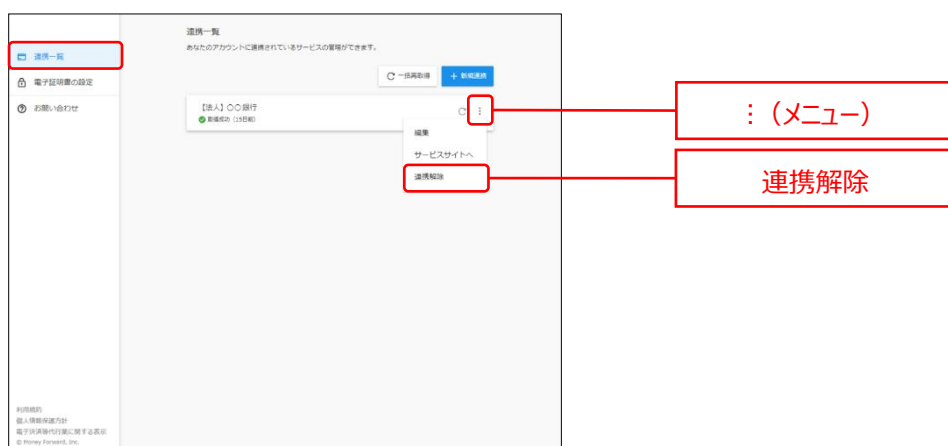 連携一覧
電子証明書の設定
お問い合わせ
連携一覧
あなたのアカウントに連携されているサービスの管理ができます。
一括再取得
+ 新規連携
【法人】〇〇銀行
取得成功（15日前）
編集
サービスサイトへ
連携解除
：（メニュー）
連携解除
利用規約
個人情報保護方針
電子決済等代行業に関する表示
© Money Forward, Inc.